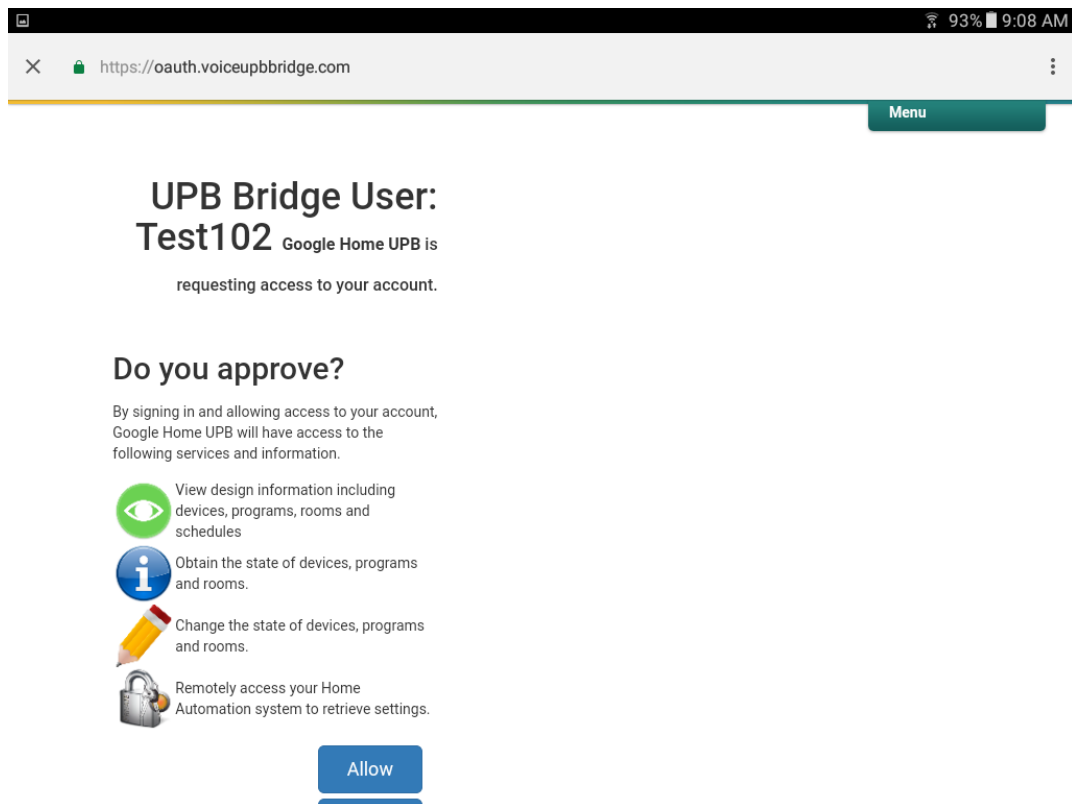 93% 9:08 AM
https://oauth.voiceupbbridge.com
Menu
UPB Bridge User:
Test102 Google Home UPB is
requesting access to your account.
Do you approve?
By signing in and allowing access to your account,
Google Home UPB will have access to the
following services and information.
View design information including
devices, programs, rooms and
schedules
Obtain the state of devices, programs
and rooms.
Change the state of devices, programs
and rooms.
Remotely access your Home
Automation system to retrieve settings.
Allow